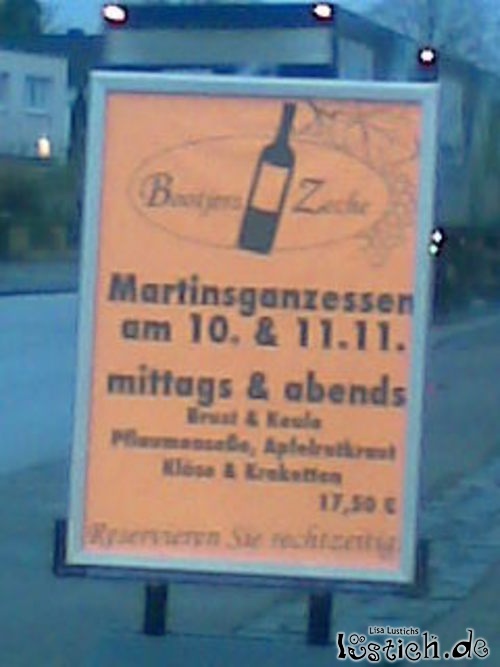 Bootjers Zeche
Martinsganzessen
am 10. & 11.11.
mittags & abends
Brust & Keule
Pflaumensoße, Apfelrotkraut
Klöse & Kroketten
17,50 €
Reservieren Sie rechtzeitig
Lisa Lustichs
lustich.de